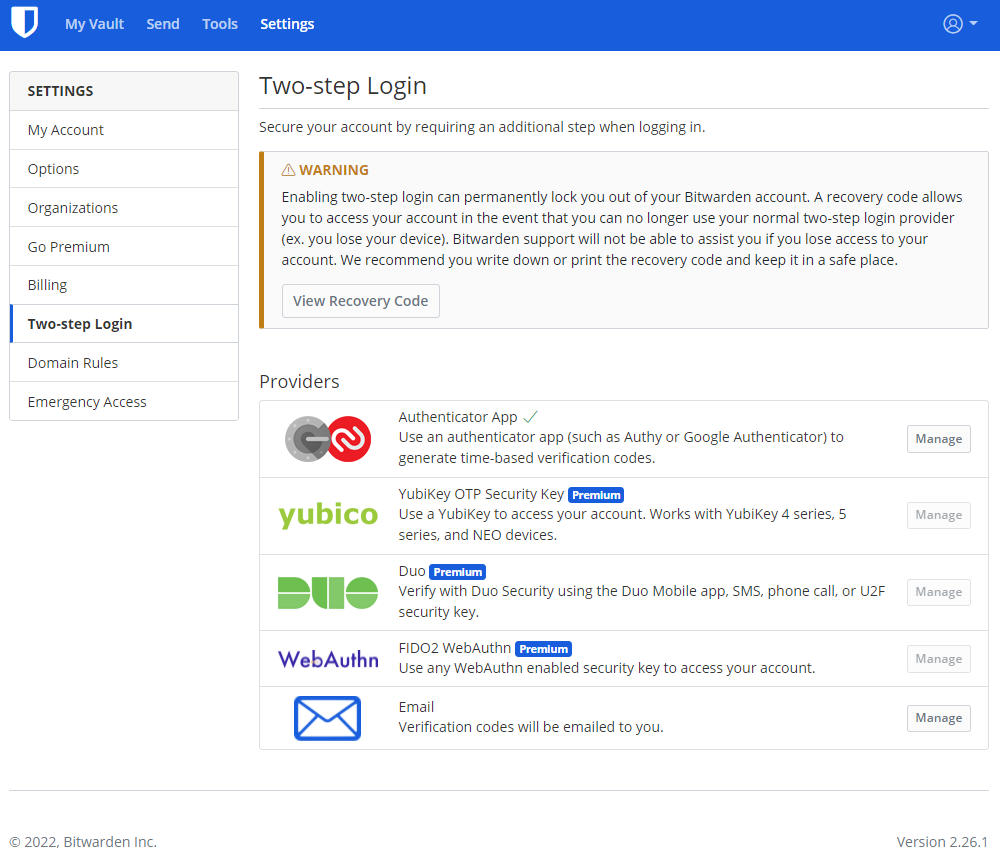 My Vault Send Tools Settings
SETTINGS
My Account
Options
Organizations
Go Premium
Billing
Two-step Login
Domain Rules
Emergency Access
Two-step Login
Secure your account by requiring an additional step when logging in.
WARNING
Enabling two-step login can permanently lock you out of your Bitwarden account. A recovery code allows
you to access your account in the event that you can no longer use your normal two-step login provider
(ex. you lose your device). Bitwarden support will not be able to assist you if you lose access to your
account. We recommend you write down or print the recovery code and keep it in a safe place.
View Recovery Code
Providers
Authenticator App
Use an authenticator app (such as Authy or Google Authenticator) to
generate time-based verification codes.
Manage
yubico
YubiKey OTP Security Key Premium
Use a YubiKey to access your account. Works with YubiKey 4 series, 5
series, and NEO devices.
Manage
DUO
Duo Premium
Verify with Duo Security using the Duo Mobile app, SMS, phone call, or U2F
security key.
Manage
WebAuthn
FIDO2 WebAuthn Premium
Use any WebAuthn enabled security key to access your account.
Manage
Email
Verification codes will be emailed to you.
Manage
© 2022, Bitwarden Inc.
Version 2.26.1